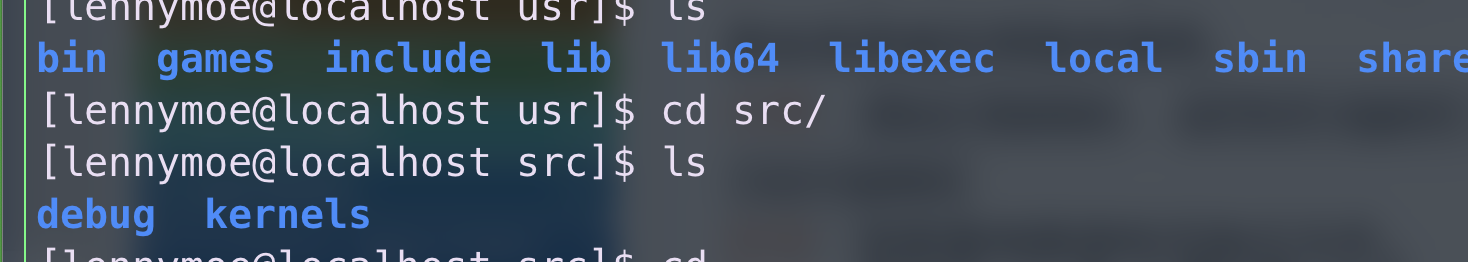 [lennymoe@localhost usr]$ ls
bin games include lib lib64 libexec local sbin share
[lennymoe@localhost usr]$ cd src/
[lennymoe@localhost src]$ ls
debug kernels
[lennymoe@localhost src]$ cd